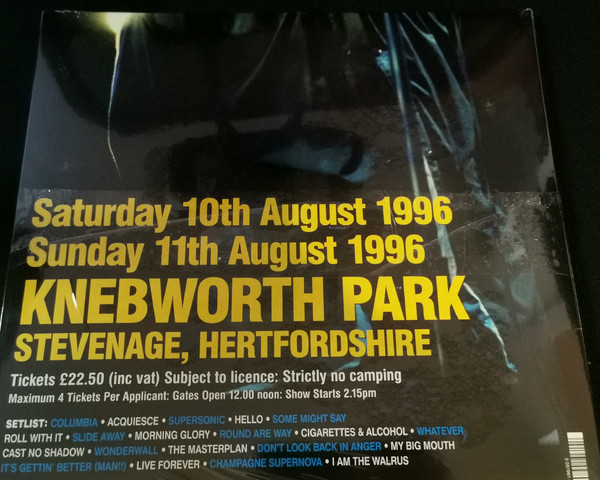 Saturday 10th August 1996
Sunday 11th August 1996
KNEBWORTH PARK
STEVENAGE, HERTFORDSHIRE
Tickets £22.50 (inc vat) Subject to licence: Strictly no camping
Maximum 4 Tickets Per Applicant: Gates Open 12.00 noon: Show Starts 2.15pm
SETLIST: COLUMBIA • ACQUIESCE • SUPERSONIC • HELLO • SOME MIGHT SAY
ROLL WITH IT • SLIDE AWAY • MORNING GLORY • ROUND ARE WAY • CIGARETTES & ALCOHOL • WHATEVER
CAST NO SHADOW • WONDERWALL • THE MASTERPLAN • DON'T LOOK BACK IN ANGER • MY BIG MOUTH
IT'S GETTIN' BETTER (MAN!!) • LIVE FOREVER • CHAMPAGNE SUPERNOVA • I AM THE WALRUS